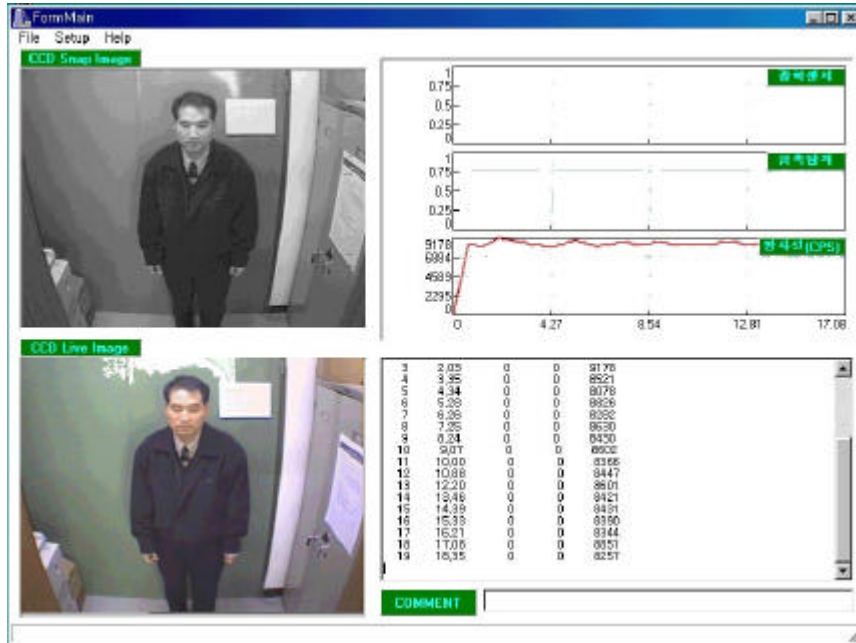 FormMain
File Setup Help
CCD Snap Image
1
0.75
0.5
0.25
0
1
0.75
0.5
0.25
0
9178
6884
4589
2295
0
(CPS)
0 4.27 8.54 12.81 17.08
CCD Live Image
3 2,03 0 0 9178
4 3,35 0 0 8521
5 4,34 0 0 8078
6 5,28 0 0 8826
7 6,26 0 0 8282
8 7,25 0 0 8630
9 8,24 0 0 8430
10 9,07 0 0 8602
11 10,00 0 0 8366
12 10,88 0 0 8447
13 12,20 0 0 8601
14 13,46 0 0 8421
15 14,39 0 0 8431
16 15,33 0 0 8390
17 16,21 0 0 8344
18 17,08 0 0 8851
19 18,35 0 0 8257
COMMENT